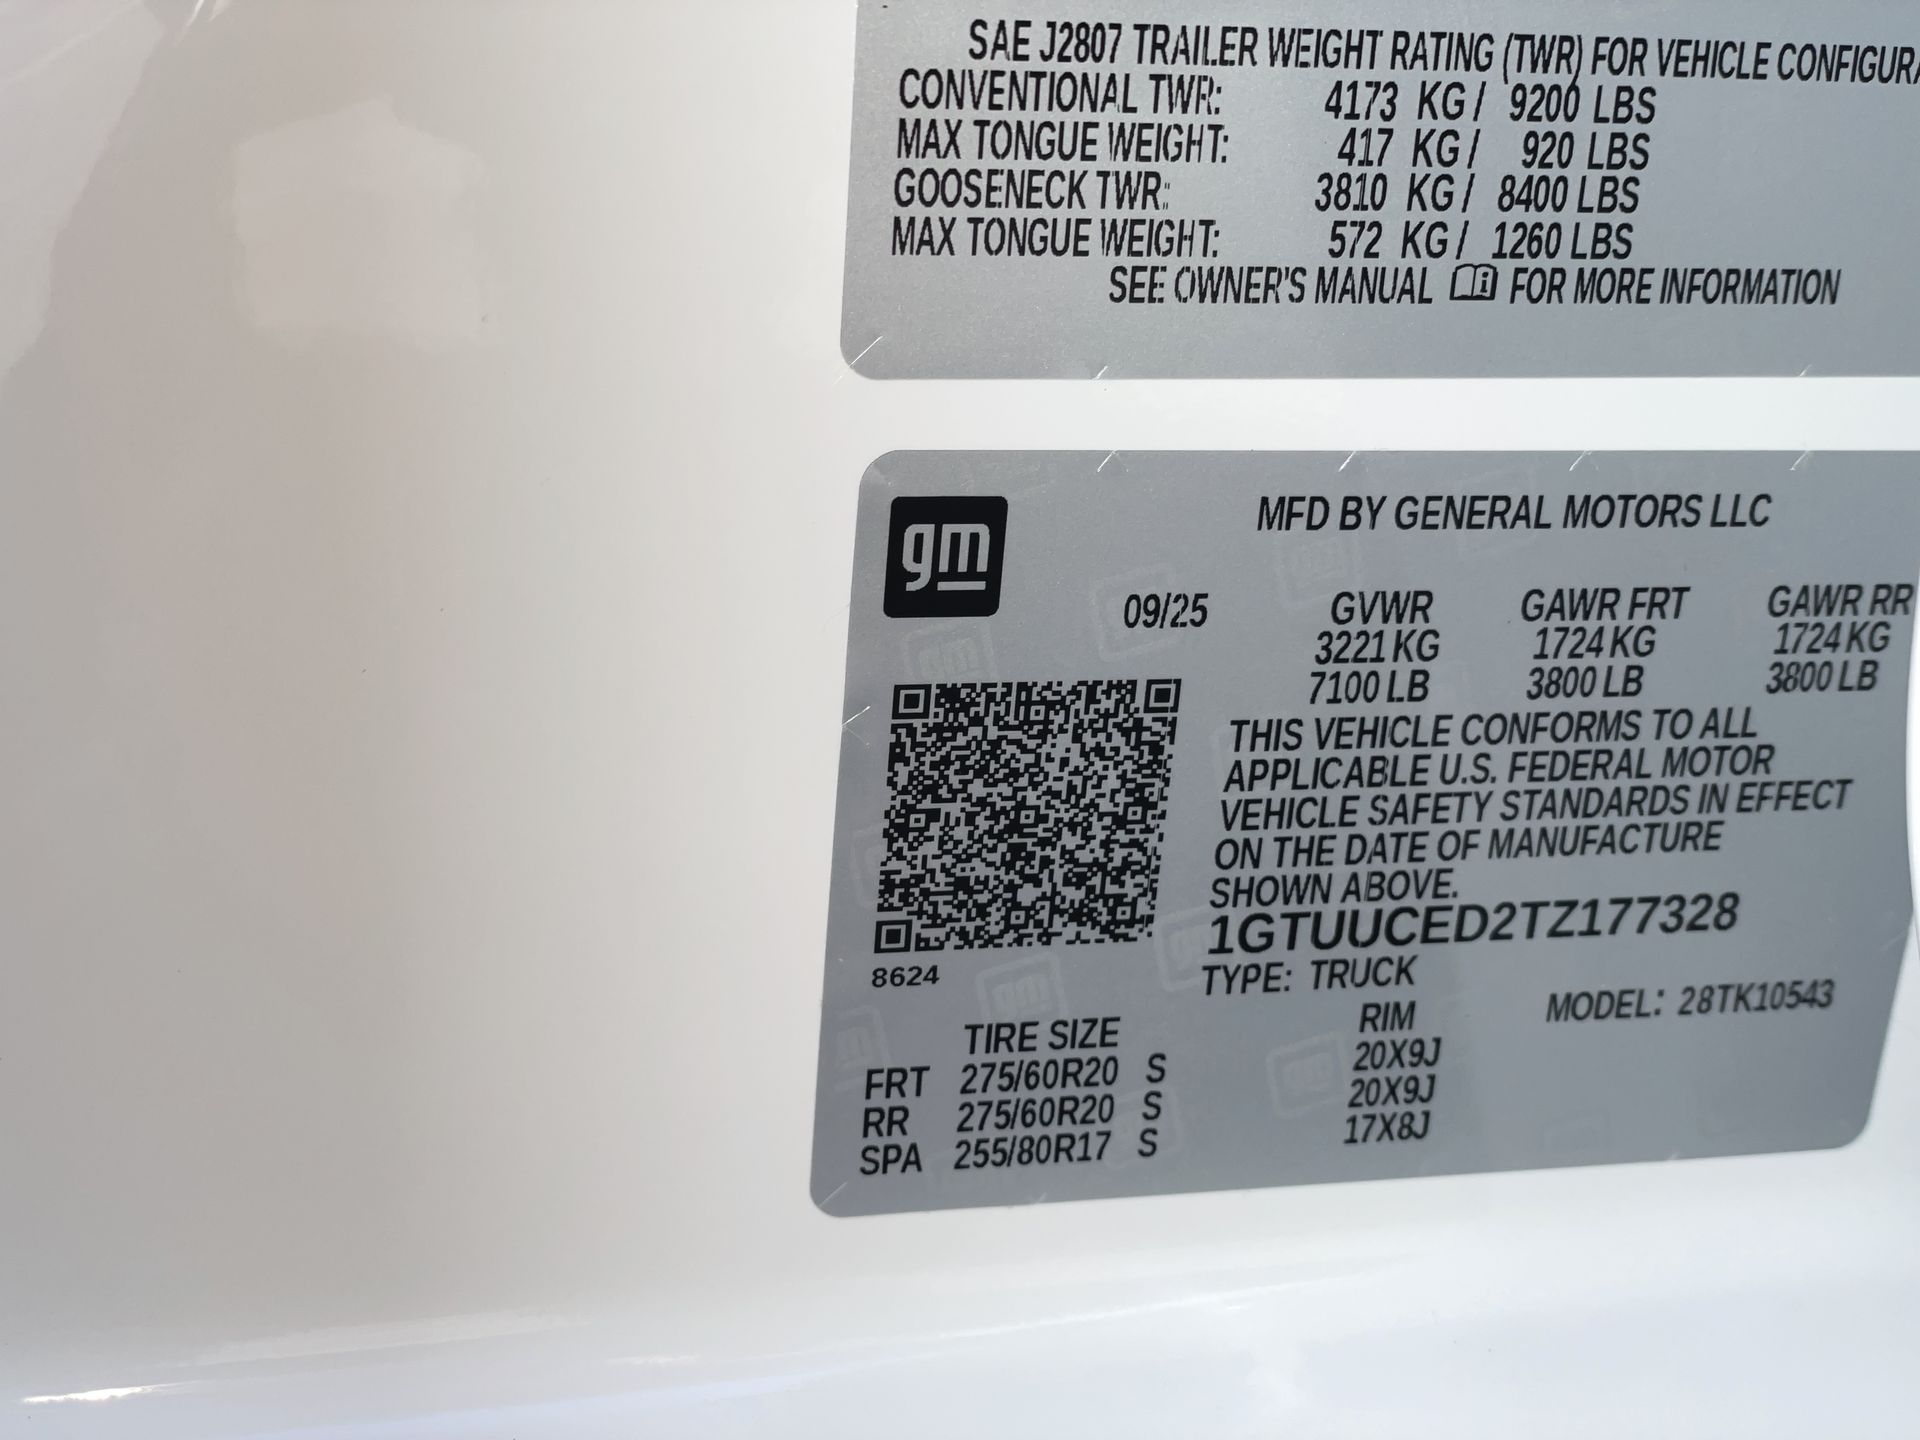 SAE J2807 TRAILER WEIGHT RATING (TWR) FOR VEHICLE CONFIGURA
CONVENTIONAL TWR: 4173 KG / 9200 LBS
MAX TONGUE WEIGHT: 417 KG / 920 LBS
GOOSENECK TWR: 3810 KG / 8400 LBS
MAX TONGUE WEIGHT: 572 KG / 1260 LBS
SEE OWNER'S MANUAL FOR MORE INFORMATION
gm
MFD BY GENERAL MOTORS LLC
09/25 GVWR GAWR FRT GAWR RR
3221 KG 1724 KG 1724 KG
7100 LB 3800 LB 3800 LB
THIS VEHICLE CONFORMS TO ALL
APPLICABLE U.S. FEDERAL MOTOR
VEHICLE SAFETY STANDARDS IN EFFECT
ON THE DATE OF MANUFACTURE
SHOWN ABOVE.
1GTUUCED2TZ177328
8624
TYPE: TRUCK
MODEL: 28TK10543
TIRE SIZE RIM
FRT 275/60R20 S 20X9J
RR 275/60R20 S 20X9J
SPA 255/80R17 S 17X8J